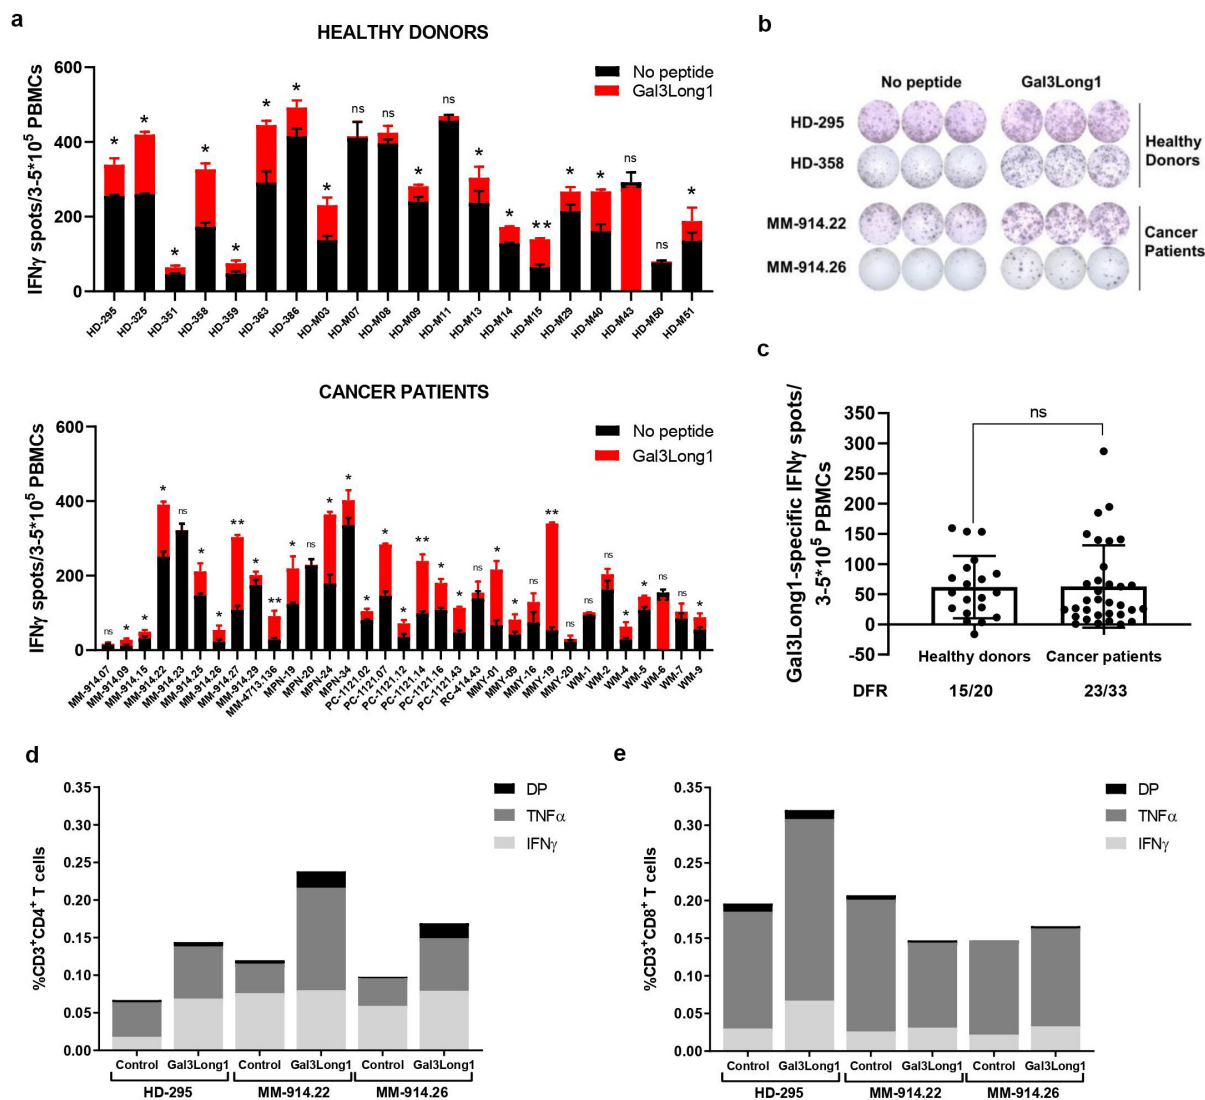 a
HEALTHY DONORS
No peptide
Gal3Long1
IFNγ spots/3-5*10⁵ PBMCs
600
400
200
0
* * * * * * * * ns ns * ns * * ** * * ns ns *
HD-295 HD-325 HD-351 HD-358 HD-359 HD-363 HD-386 HD-M03 HD-M07 HD-M08 HD-M09 HD-M11 HD-M13 HD-M14 HD-M15 HD-M29 HD-M40 HD-M43 HD-M50 HD-M51
CANCER PATIENTS
No peptide
Gal3Long1
IFNγ spots/3-5*10⁵ PBMCs
600
400
200
0
ns * * * ns * * ** * ** * ns * * * * * ** * * ns * * ns ** ns ns ns * * ns ns *
MM-914.07 MM-914.09 MM-914.15 MM-914.22 MM-914.23 MM-914.25 MM-914.26 MM-914.27 MM-914.29 MM-4713.136 MPN-19 MPN-20 MPN-24 MPN-34 PC-1121.02 PC-1121.07 PC-1121.12 PC-1121.14 PC-1121.16 PC-1121.43 RC-414.43 MMY-01 MMY-09 MMY-16 MMY-19 MMY-20 WM-1 WM-2 WM-4 WM-5 WM-6 WM-7 WM-9
b
No peptide Gal3Long1
HD-295
HD-358
Healthy
Donors
MM-914.22
MM-914.26
Cancer
Patients
c
Gal3Long1-specific IFNγ spots/
3-5*10⁵ PBMCs
350
300
250
200
150
100
50
0
-50
ns
Healthy donors Cancer patients
DFR 15/20 23/33
d
%CD3⁺CD4⁺ T cells
0.35
0.30
0.25
0.20
0.15
0.10
0.05
0.00
DP
TNFα
IFNγ
Control Gal3Long1 Control Gal3Long1 Control Gal3Long1
HD-295 MM-914.22 MM-914.26
e
%CD3⁺CD8⁺ T cells
0.35
0.30
0.25
0.20
0.15
0.10
0.05
0.00
DP
TNFα
IFNγ
Control Gal3Long1 Control Gal3Long1 Control Gal3Long1
HD-295 MM-914.22 MM-914.26